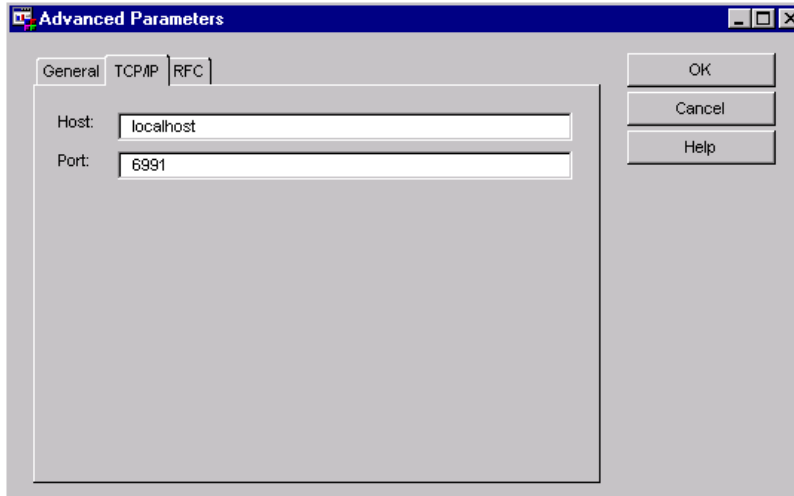 Advanced Parameters
General TCP/IP RFC
Host: localhost
Port: 6991
OK
Cancel
Help